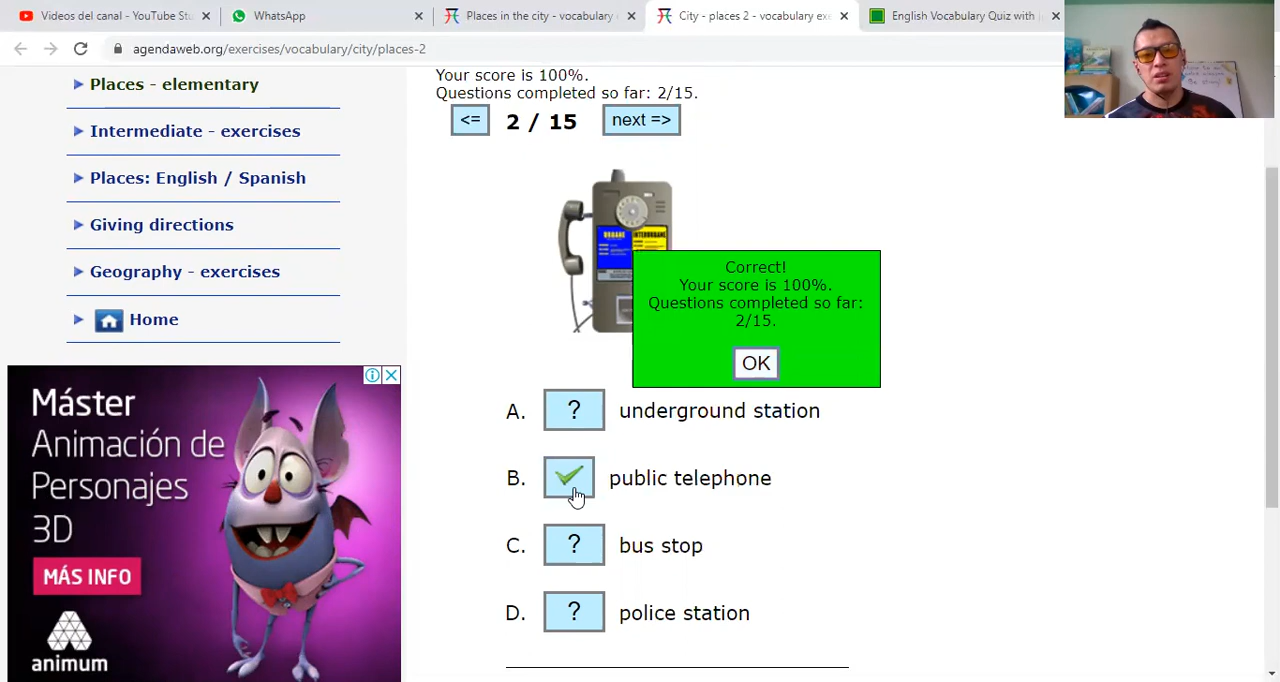 Videos del canal - YouTube Stu
WhatsApp
Places in the city - vocabulary
City - places 2 - vocabulary exe
English Vocabulary Quiz with
agendaweb.org/exercises/vocabulary/city/places-2
Places - elementary
Intermediate - exercises
Places: English / Spanish
Giving directions
Geography - exercises
Home
Máster
Animación de
Personajes
3D
MÁS INFO
animum
Your score is 100%.
Questions completed so far: 2/15.
<=
2 / 15
next =>
Correct!
Your score is 100%.
Questions completed so far:
2/15.
OK
A. ? underground station
B. public telephone
C. ? bus stop
D. ? police station